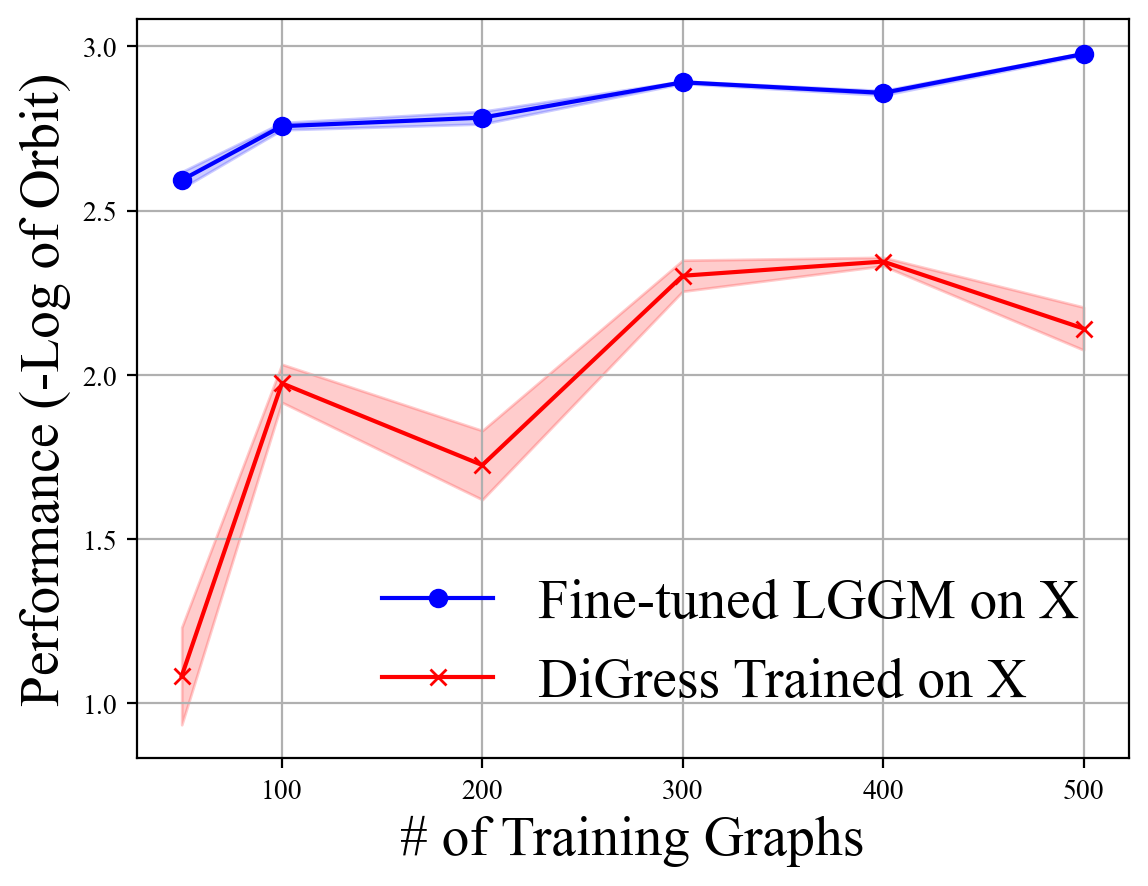 3.0
2.5
2.0
1.5
1.0
Performance (-Log of Orbit)
Fine-tuned LGGM on X
DiGress Trained on X
100
200
300
400
500
# of Training Graphs